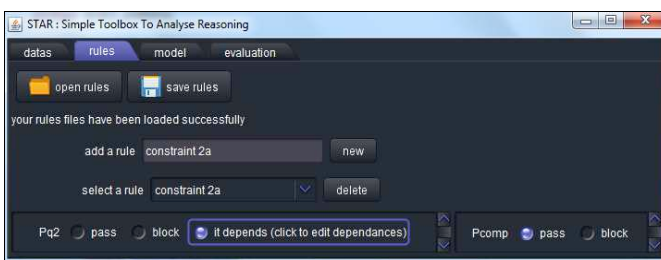 STAR : Simple Toolbox To Analyse Reasoning
datas rules model evaluation
open rules save rules
your rules files have been loaded successfully
add a rule constraint 2a new
select a rule constraint 2a delete
Pq2 pass block it depends (click to edit dependances) Pcomp pass block